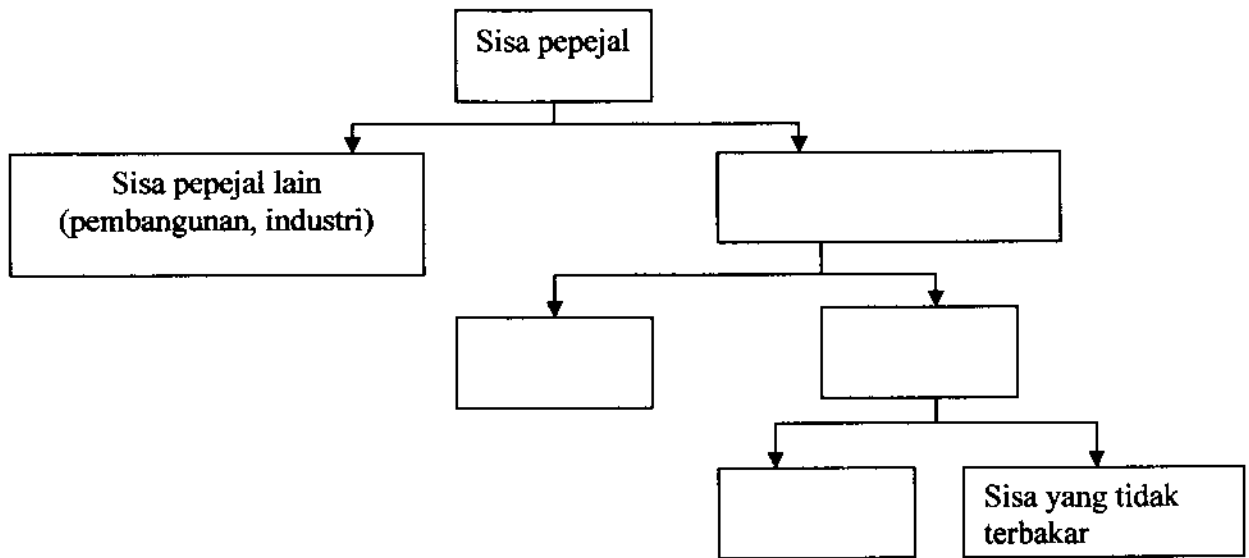 Sisa pepejal
Sisa pepejal lain
(pembangunan, industri)
Sisa yang tidak
terbakar